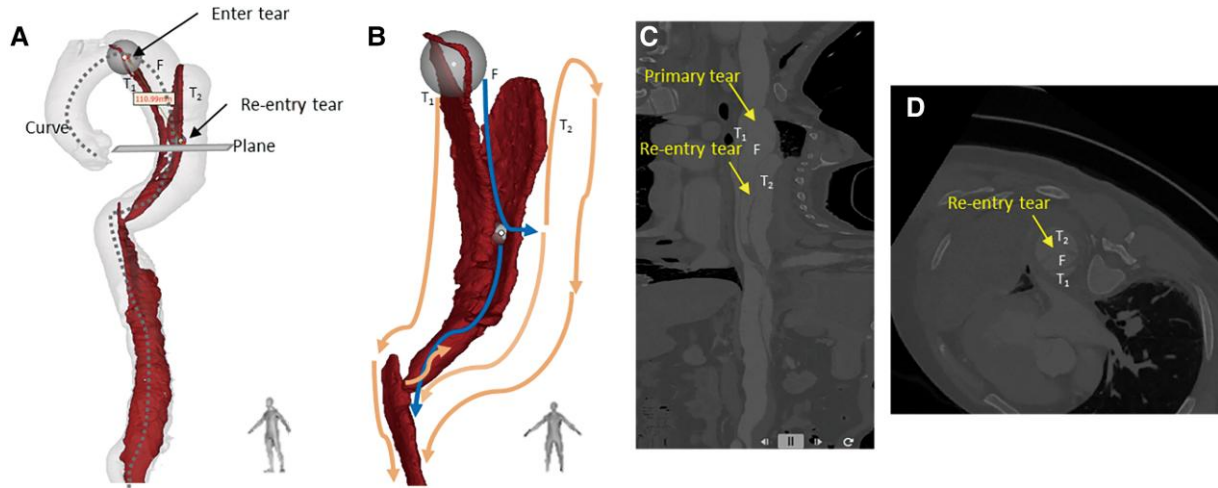 A
Enter tear
F
T₁
T₂
110.99mm
Re-entry tear
Curve
Plane
B
F
T₁
T₂
C
Primary tear
T₁
Re-entry tear
F
T₂
D
Re-entry tear
T₂
F
T₁